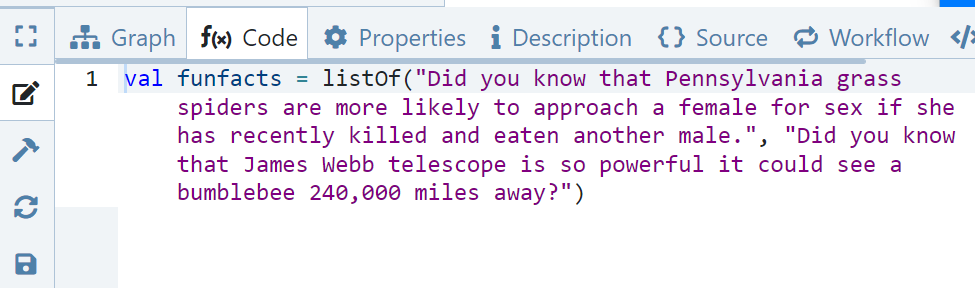 Graph f(x) Code Properties i Description {} Source Workflow </>
1 val funfacts = listOf("Did you know that Pennsylvania grass
spiders are more likely to approach a female for sex if she
has recently killed and eaten another male.", "Did you know
that James Webb telescope is so powerful it could see a
bumblebee 240,000 miles away?")